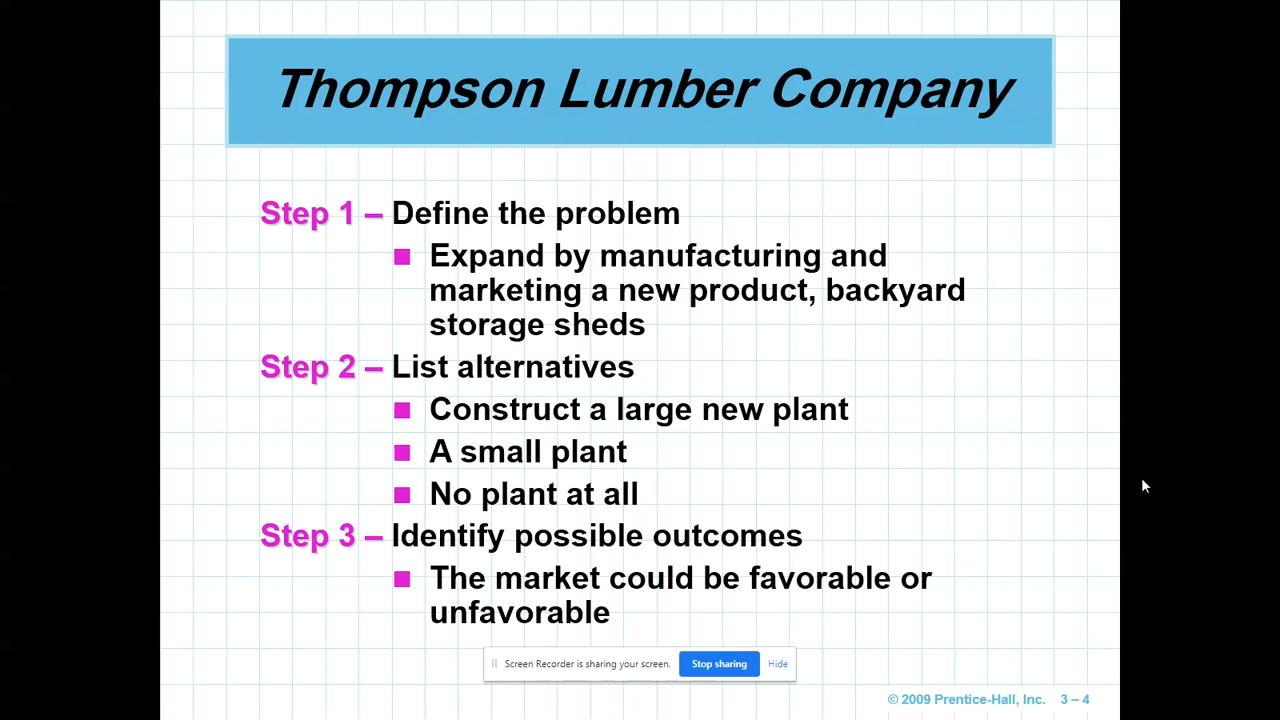 Thompson Lumber Company
Step 1 – Define the problem
■ Expand by manufacturing and
marketing a new product, backyard
storage sheds
Step 2 – List alternatives
■ Construct a large new plant
■ A small plant
■ No plant at all
Step 3 – Identify possible outcomes
■ The market could be favorable or
unfavorable
Screen Recorder is sharing your screen. Stop sharing Hide
© 2009 Prentice-Hall, Inc. 3 – 4